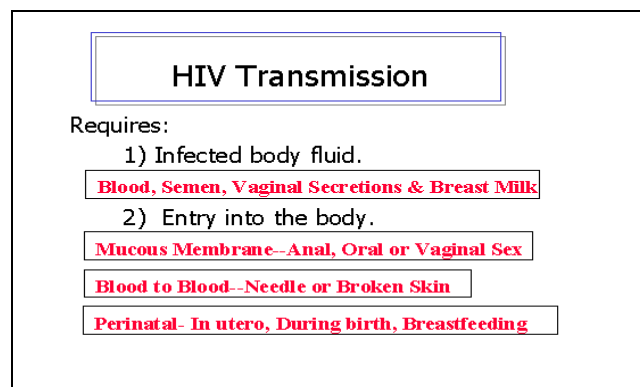 HIV Transmission
Requires:
1) Infected body fluid.
Blood, Semen, Vaginal Secretions & Breast Milk
2) Entry into the body.
Mucous Membrane--Anal, Oral or Vaginal Sex
Blood to Blood--Needle or Broken Skin
Perinatal- In utero, During birth, Breastfeeding